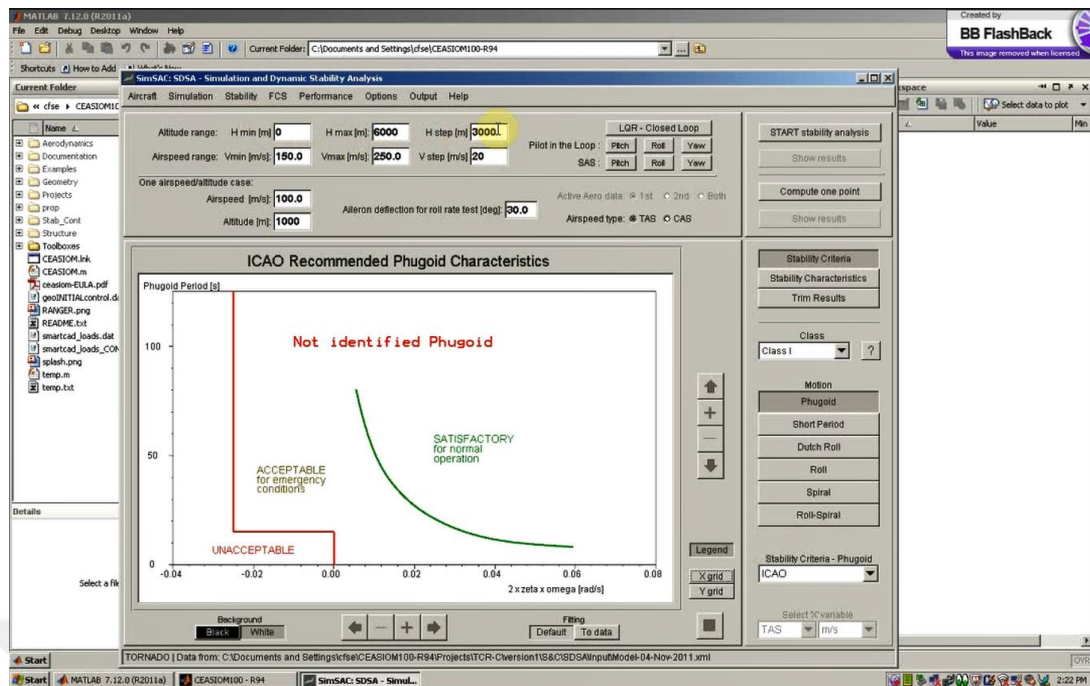 MATLAB 7.12.0 (R2011a)
File Edit Debug Desktop Window Help
Current Folder: C:\Documents and Settings\cfse\CEASIOM100-R94
Shortcuts How to Add
Created by
BB FlashBack
This image removed when licensed
Current Folder
« cfse ▸ CEASIOM1C
Name
Aerodynamics
Documentation
Examples
Geometry
Projects
prop
Stab_Cont
Structure
Toolboxes
CEASIOM.lnk
CEASIOM.m
ceasiom-EULA.pdf
geoINITIALcontrol.da
RANGER.png
README.txt
smartcad_loads.dat
smartcad_loads_CON
splash.png
temp.m
temp.txt
Details
Select a file
SimSAC: SDSA - Simulation and Dynamic Stability Analysis
Aircraft Simulation Stability FCS Performance Options Output Help
Altitude range: H min [m] 0 H max [m]: 6000 H step [m] 3000.
Airspeed range: Vmin [m/s]: 150.0 Vmax [m/s]: 250.0 V step [m/s] 20
LQR - Closed Loop
Pilot in the Loop: Pitch Roll Yaw
SAS: Pitch Roll Yaw
One airspeed/altitude case:
Airspeed [m/s]: 100.0
Altitude [m]: 1000
Aileron deflection for roll rate test [deg]: 30.0
Active Aero data: 1st 2nd Both
Airspeed type: TAS CAS
START stability analysis
Show results
Compute one point
Show results
ICAO Recommended Phugoid Characteristics
Phugoid Period [s]
Not identified Phugoid
100
50
0
SATISFACTORY
for normal
operation
ACCEPTABLE
for emergency
conditions
UNACCEPTABLE
-0.04 -0.02 0.00 0.02 0.04 0.06 0.08
2 x zeta x omega [rad/s]
Legend
X grid
Y grid
Background
Black White
Fitting
Default To data
Stability Criteria
Stability Characteristics
Trim Results
Class
Class I ?
Motion
Phugoid
Short Period
Dutch Roll
Roll
Spiral
Roll-Spiral
Stability Criteria - Phugoid
ICAO
Select 'X' variable
TAS m/s
kspace
Select data to plot
Value Min
TORNADO | Data from: C:\Documents and Settings\cfse\CEASIOM100-R94\Projects\TCR-C\version1\S&C\SDSA\Input\Model-04-Nov-2011.xml
Start
OVR
Start MATLAB 7.12.0 (R2011a) CEASIOM100 - R94 SimSAC: SDSA - Simul... 2:22 PM